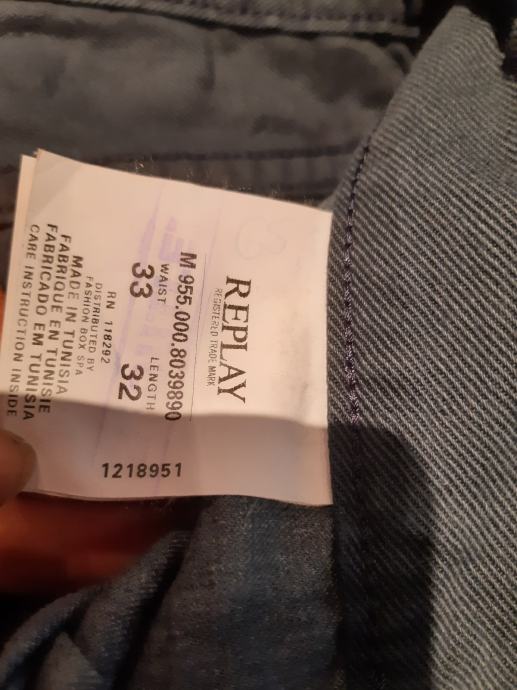 REPLAY
REGISTERED TRADE MARK
M 955.000.8039890
WAIST LENGTH
33 32
RN 118292
DISTRIBUTED BY
FASHION BOX SPA
MADE IN TUNISIA
FABRIQUE EN TUNISIE
FABRICADO EM TUNISIA
CARE INSTRUCTION INSIDE
1218951